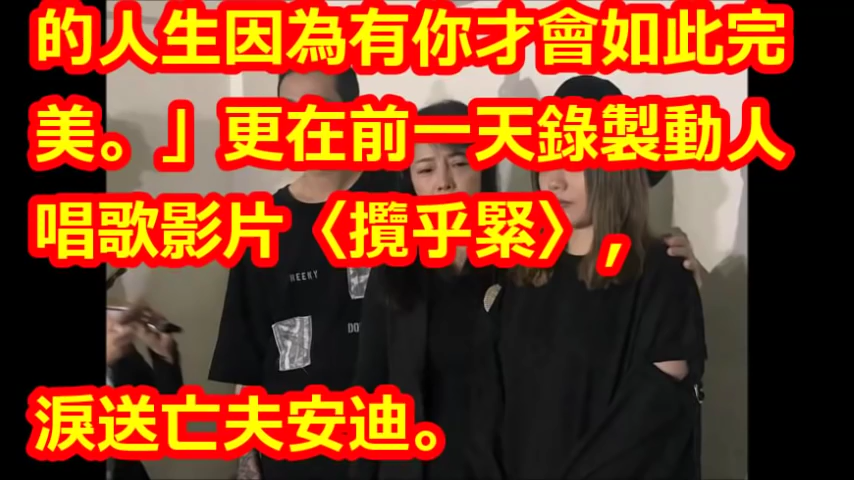 的人生因為有你才會如此完
美。」更在前一天錄製動人
唱歌影片〈攬乎緊〉，
淚送亡夫安迪。